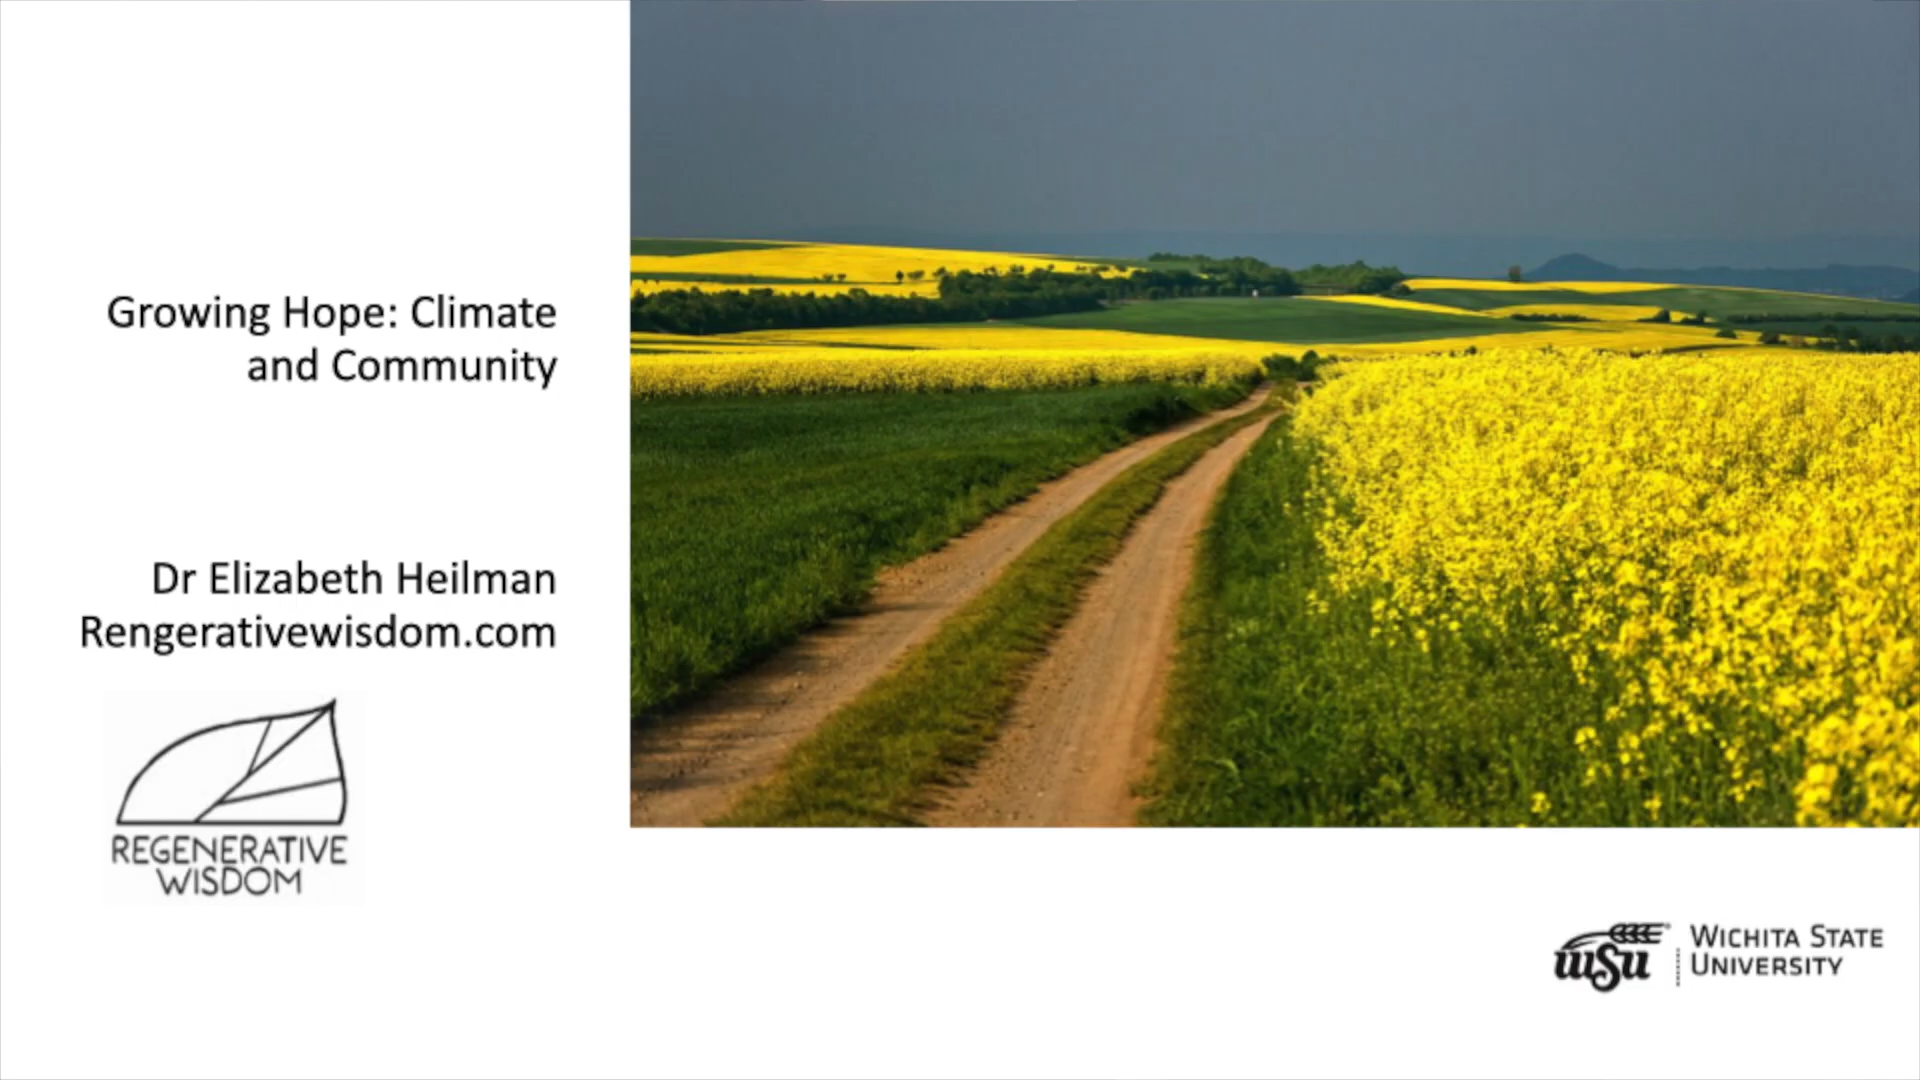 Growing Hope: Climate
and Community
Dr Elizabeth Heilman
Rengerativewisdom.com
REGENERATIVE
WISDOM
WSU
WICHITA STATE
UNIVERSITY